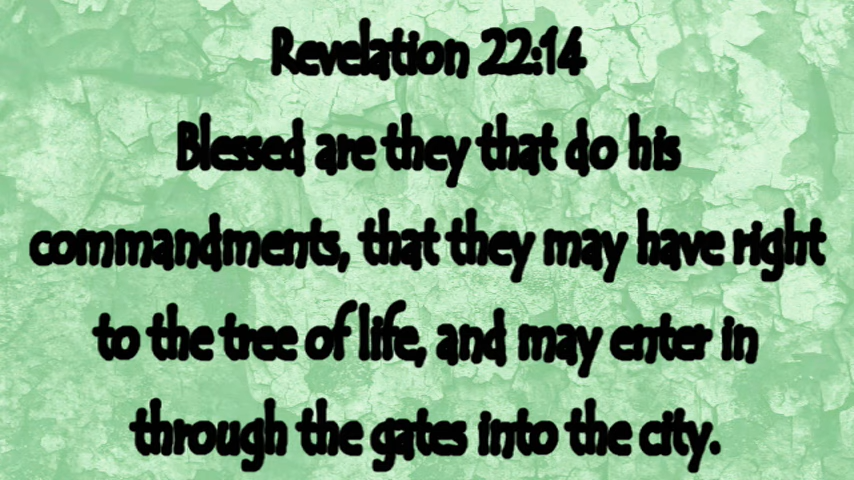 Revelation 22:14
Blessed are they that do his
commandments, that they may have right
to the tree of life, and may enter in
through the gates into the city.